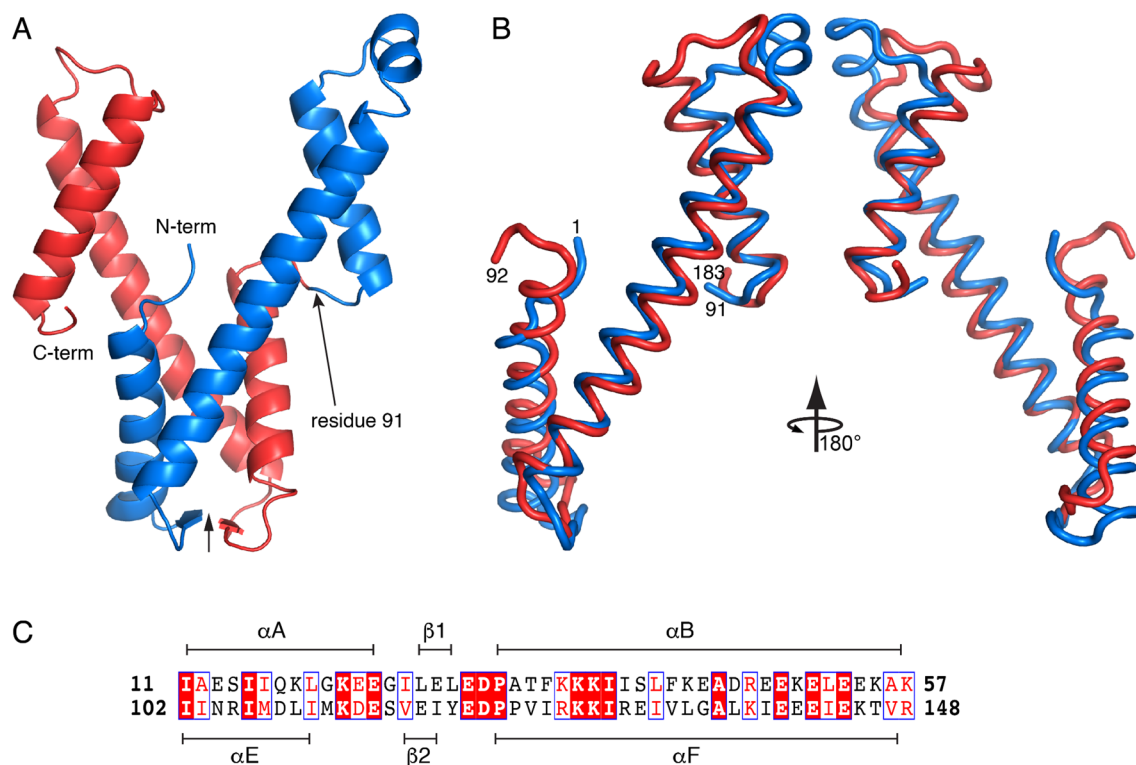 A
N-term
C-term
residue 91
B
1
92
183
91
180°
C
αA β1 αB
11 IAESIIQKLGKEEGILELEDPATFKKKIISLFKEADREEKELEEKAK 57
102 IINRIMDLIMKDESVEIYEDPPVIRKKIREIVLGALKIEEEIEKTVR 148
αE β2 αF